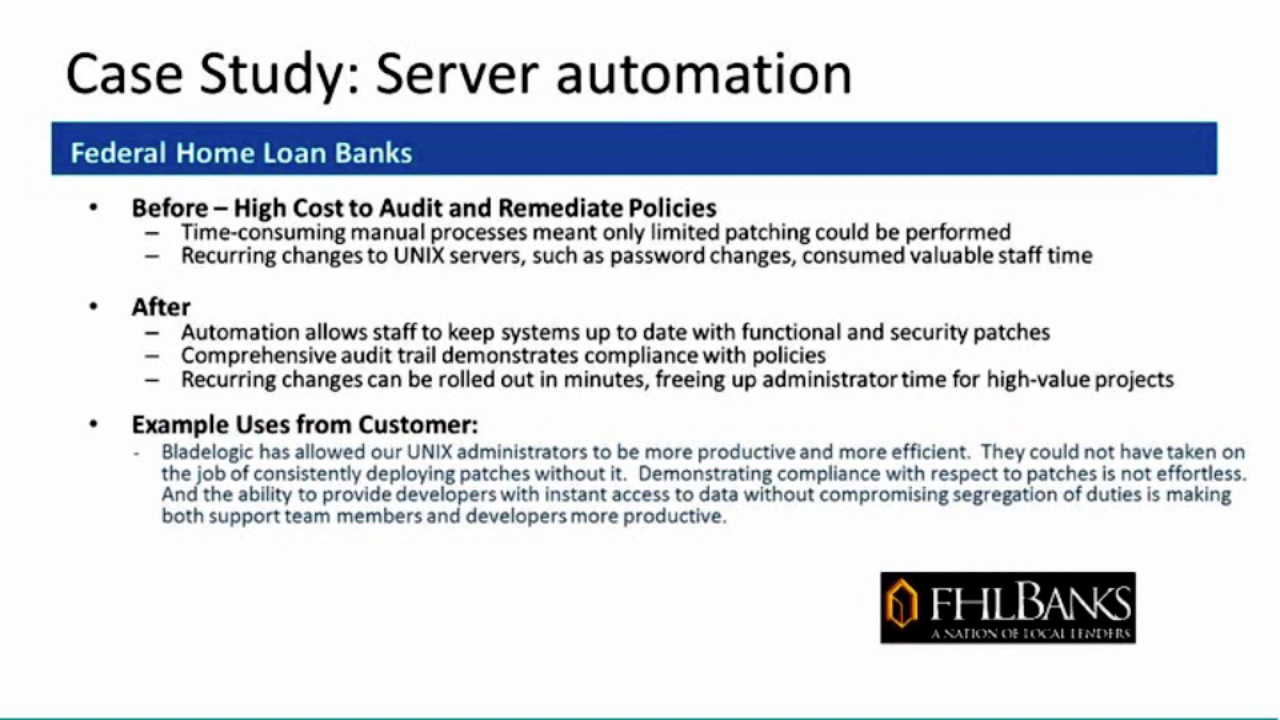 Case Study: Server automation
Federal Home Loan Banks
• Before – High Cost to Audit and Remediate Policies
– Time-consuming manual processes meant only limited patching could be performed
– Recurring changes to UNIX servers, such as password changes, consumed valuable staff time
• After
– Automation allows staff to keep systems up to date with functional and security patches
– Comprehensive audit trail demonstrates compliance with policies
– Recurring changes can be rolled out in minutes, freeing up administrator time for high-value projects
• Example Uses from Customer:
- Bladelogic has allowed our UNIX administrators to be more productive and more efficient. They could not have taken on
the job of consistently deploying patches without it. Demonstrating compliance with respect to patches is not effortless.
And the ability to provide developers with instant access to data without compromising segregation of duties is making
both support team members and developers more productive.
FHLBANKS
A NATION OF LOCAL LENDERS